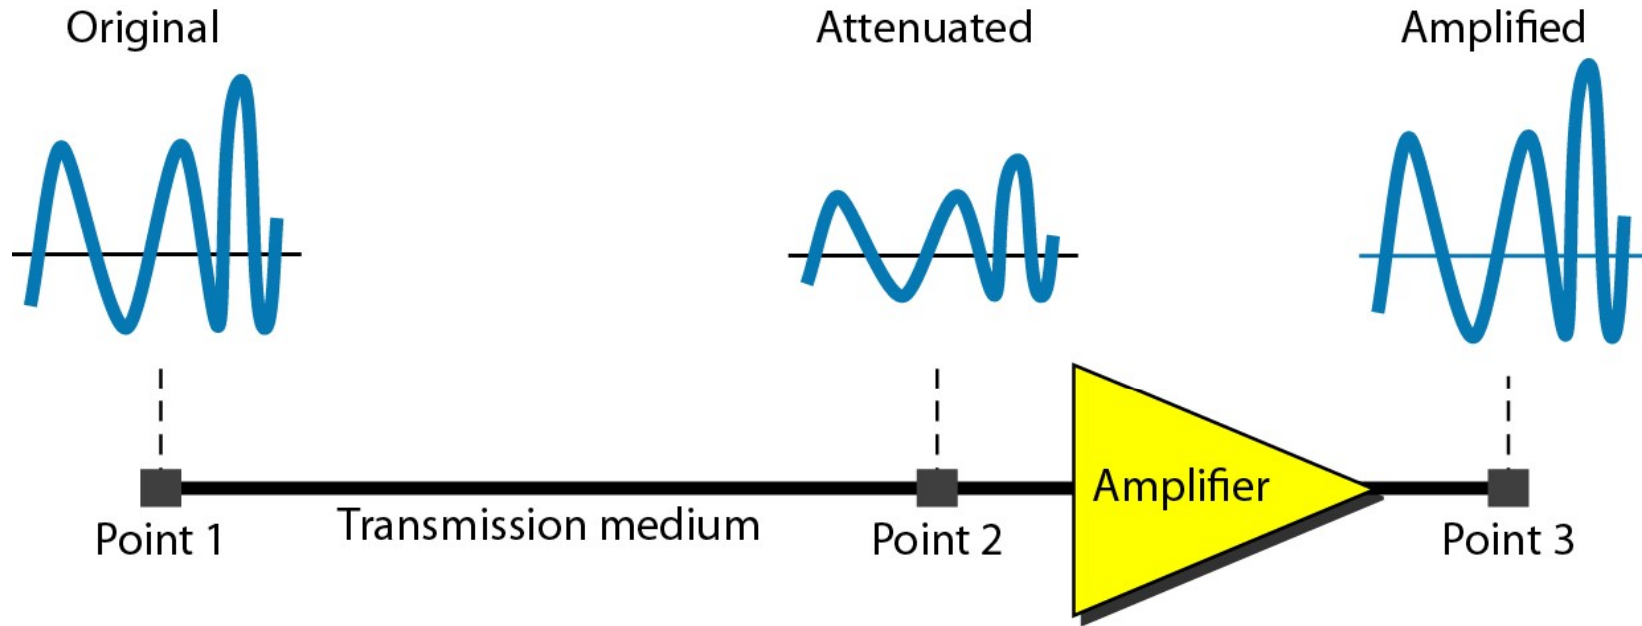 Original
Attenuated
Amplified
Amplifier
Transmission medium
Point 1
Point 2
Point 3